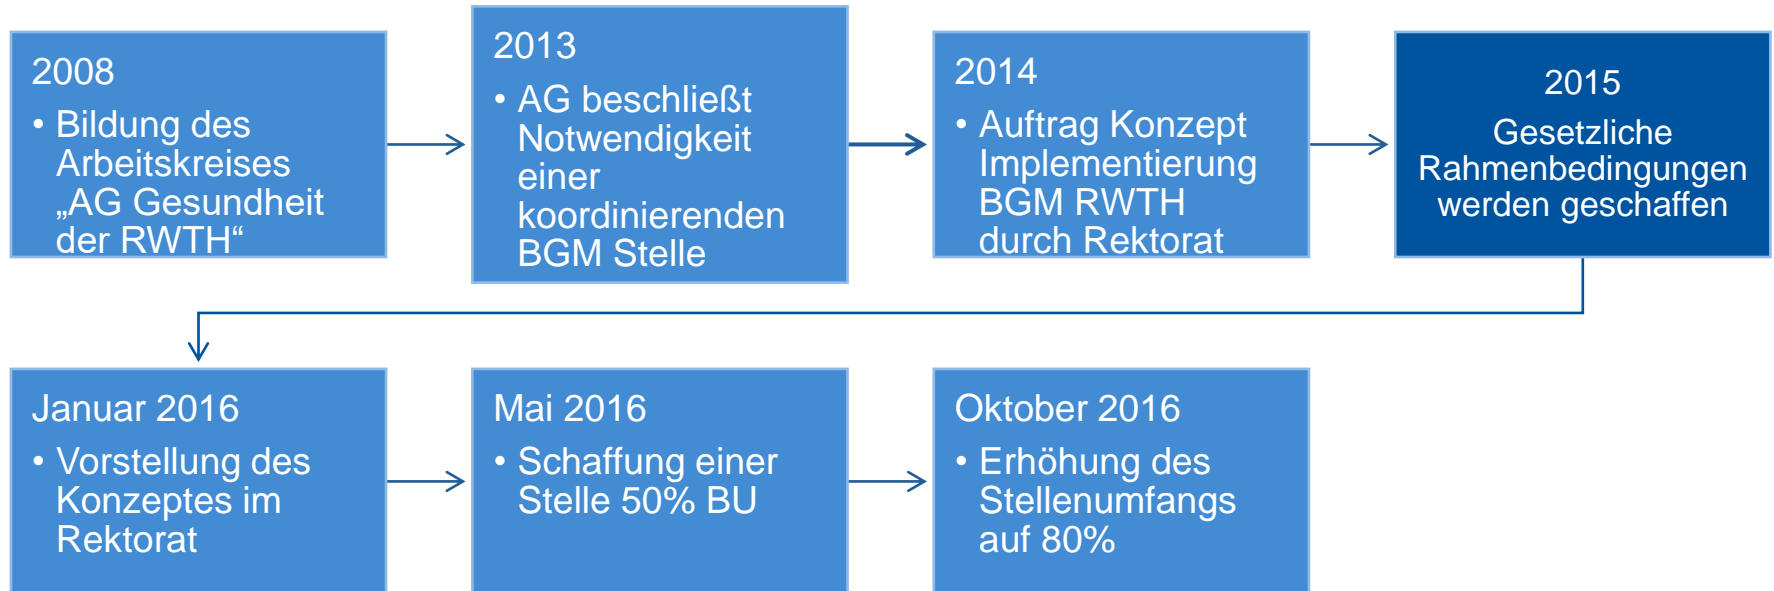 2008
• Bildung des
Arbeitskreises
„AG Gesundheit
der RWTH“
2013
• AG beschließt
Notwendigkeit
einer
koordinierenden
BGM Stelle
2014
• Auftrag Konzept
Implementierung
BGM RWTH
durch Rektorat
2015
Gesetzliche
Rahmenbedingungen
werden geschaffen
Januar 2016
• Vorstellung des
Konzeptes im
Rektorat
Mai 2016
• Schaffung einer
Stelle 50% BU
Oktober 2016
• Erhöhung des
Stellenumfangs
auf 80%